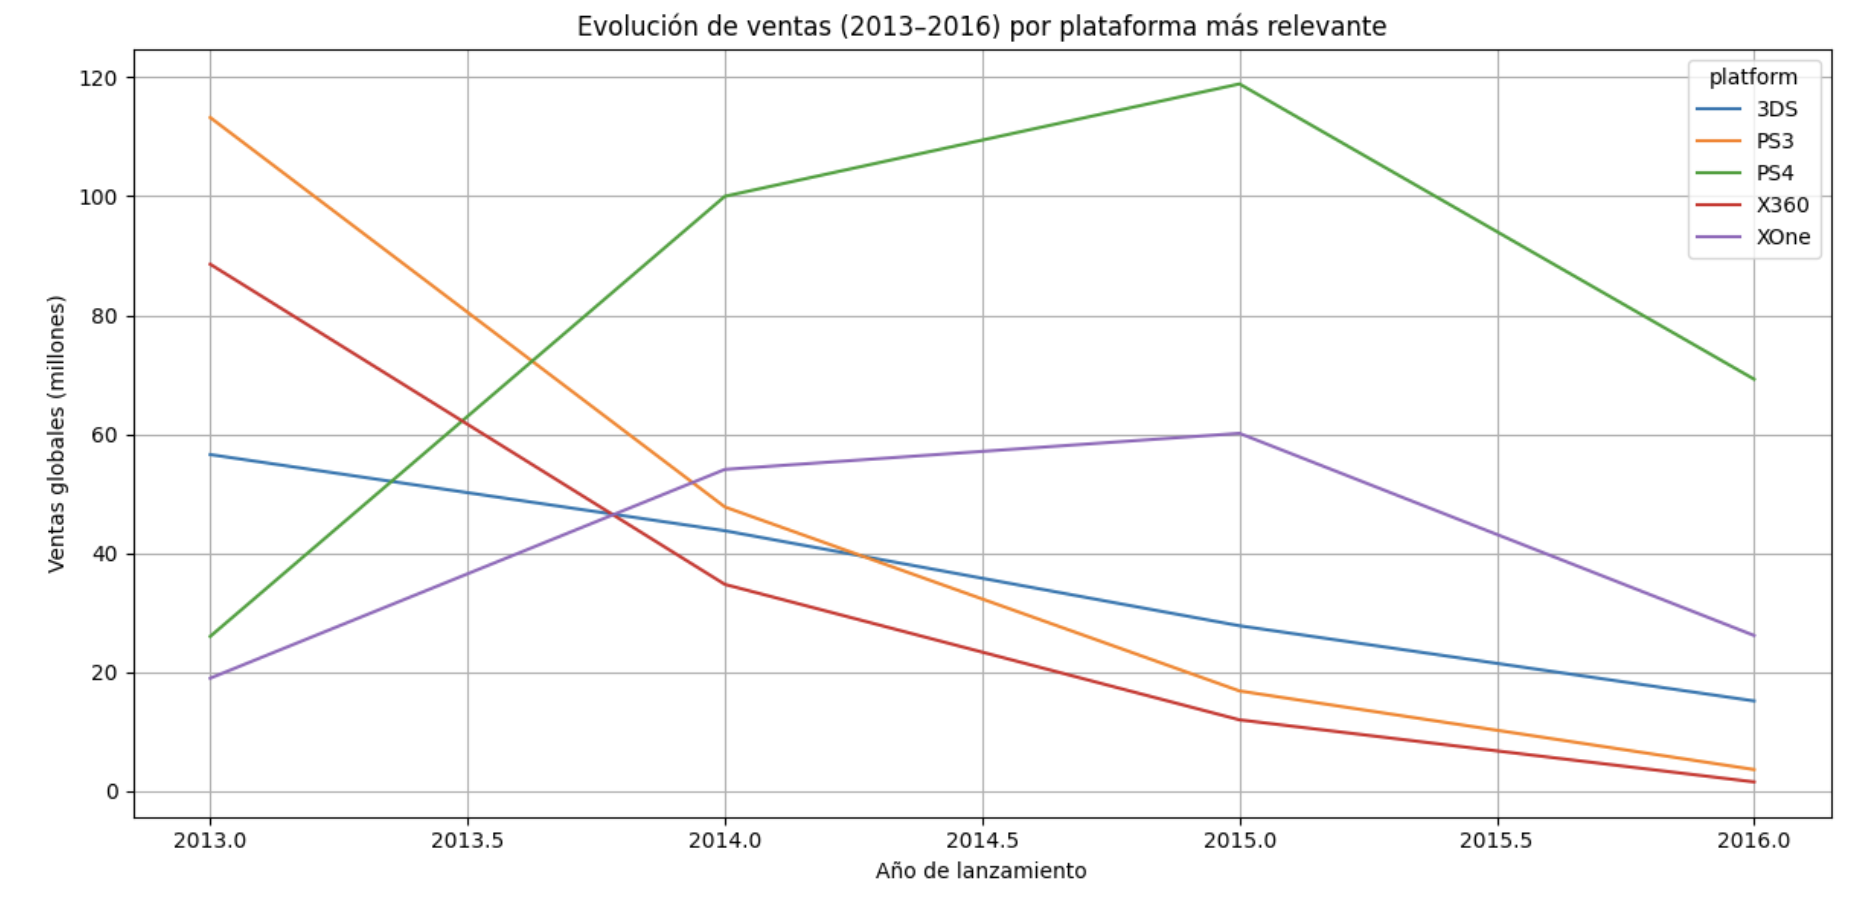 Evolución de ventas (2013–2016) por plataforma más relevante
120
100
80
60
40
20
0
Ventas globales (millones)
platform
3DS
PS3
PS4
X360
XOne
2013.0 2013.5 2014.0 2014.5 2015.0 2015.5 2016.0
Año de lanzamiento